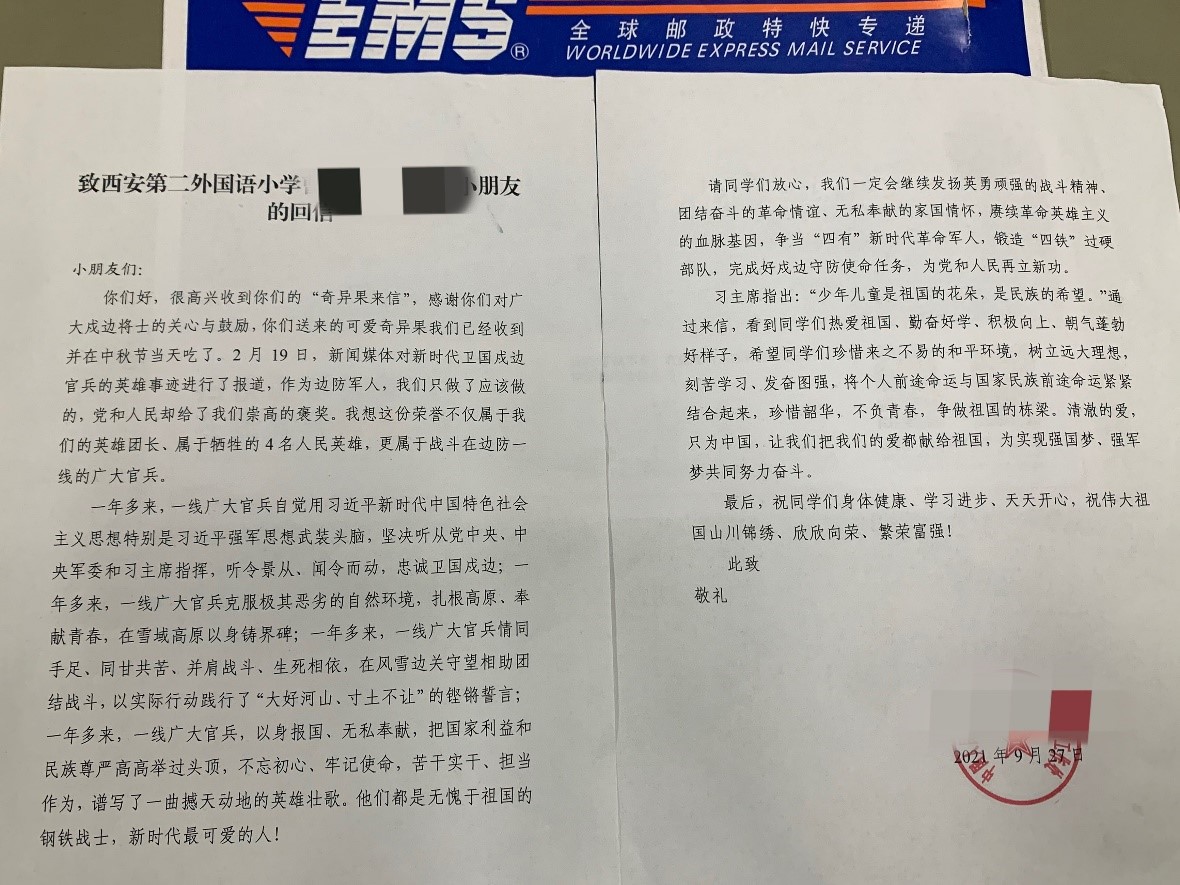 EMS®
全球邮政特快专递
WORLDWIDE EXPRESS MAIL SERVICE
致西安第二外国语小学 小朋友
的回信
小朋友们：
你们好，很高兴收到你们的“奇异果来信”，感谢你们对广
大戍边将士的关心与鼓励，你们送来的可爱奇异果我们已经收到
并在中秋节当天吃了。2 月 19 日，新闻媒体对新时代卫国戍边
官兵的英雄事迹进行了报道，作为边防军人，我们只做了应该做
的，党和人民却给了我们崇高的褒奖。我想这份荣誉不仅属于我
们的英雄团长、属于牺牲的 4 名人民英雄，更属于战斗在边防一
线的广大官兵。
一年多来，一线广大官兵自觉用习近平新时代中国特色社会
主义思想特别是习近平强军思想武装头脑，坚决听从党中央、中
央军委和习主席指挥，听令景从、闻令而动，忠诚卫国戍边；一
年多来，一线广大官兵克服极其恶劣的自然环境，扎根高原、奉
献青春，在雪域高原以身铸界碑；一年多来，一线广大官兵情同
手足、同甘共苦、并肩战斗、生死相依，在风雪边关守望相助团
结战斗，以实际行动践行了“大好河山、寸土不让”的铿锵誓言；
一年多来，一线广大官兵，以身报国、无私奉献，把国家利益和
民族尊严高高举过头顶，不忘初心、牢记使命，苦干实干、担当
作为，谱写了一曲撼天动地的英雄壮歌。他们都是无愧于祖国的
钢铁战士，新时代最可爱的人！
请同学们放心，我们一定会继续发扬英勇顽强的战斗精神、
团结奋斗的革命情谊、无私奉献的家国情怀，赓续革命英雄主义
的血脉基因，争当“四有”新时代革命军人，锻造“四铁”过硬
部队，完成好戍边守防使命任务，为党和人民再立新功。
习主席指出：“少年儿童是祖国的花朵，是民族的希望。”通
过来信，看到同学们热爱祖国、勤奋好学、积极向上、朝气蓬勃
好样子，希望同学们珍惜来之不易的和平环境，树立远大理想，
刻苦学习、发奋图强，将个人前途命运与国家民族前途命运紧紧
结合起来，珍惜韶华，不负青春，争做祖国的栋梁。清澈的爱，
只为中国，让我们把我们的爱都献给祖国，为实现强国梦、强军
梦共同努力奋斗。
最后，祝同学们身体健康、学习进步、天天开心，祝伟大祖
国山川锦绣、欣欣向荣、繁荣富强！
此致
敬礼
2021 年 9 月 27 日